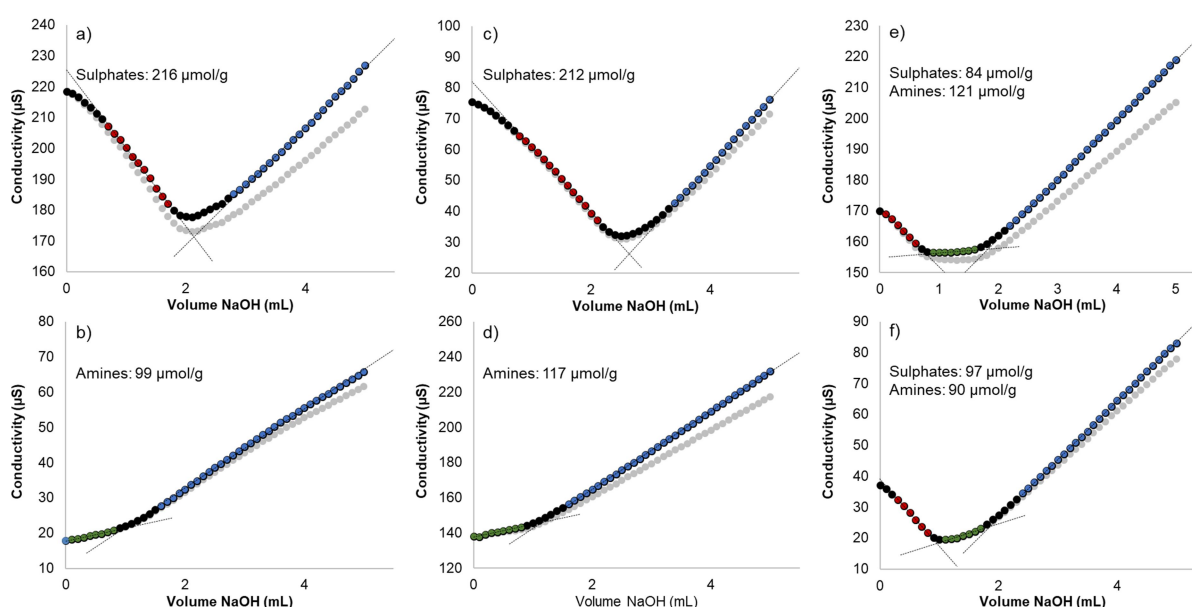 a)
Sulphates: 216 µmol/g
Conductivity (µS)
240
230
220
210
200
190
180
170
160
0
2
4
Volume NaOH (mL)
c)
Sulphates: 212 µmol/g
Conductivity (µS)
100
90
80
70
60
50
40
30
20
0
2
4
Volume NaOH (mL)
e)
Sulphates: 84 µmol/g
Amines: 121 µmol/g
Conductivity (µS)
230
220
210
200
190
180
170
160
150
0
1
2
3
4
5
Volume NaOH (mL)
b)
Amines: 99 µmol/g
Conductivity (µS)
80
70
60
50
40
30
20
10
0
2
4
Volume NaOH (mL)
d)
Amines: 117 µmol/g
Conductivity (µS)
260
240
220
200
180
160
140
120
0
2
4
Volume NaOH (mL)
f)
Sulphates: 97 µmol/g
Amines: 90 µmol/g
Conductivity (µS)
90
80
70
60
50
40
30
20
10
0
1
2
3
4
5
Volume NaOH (mL)